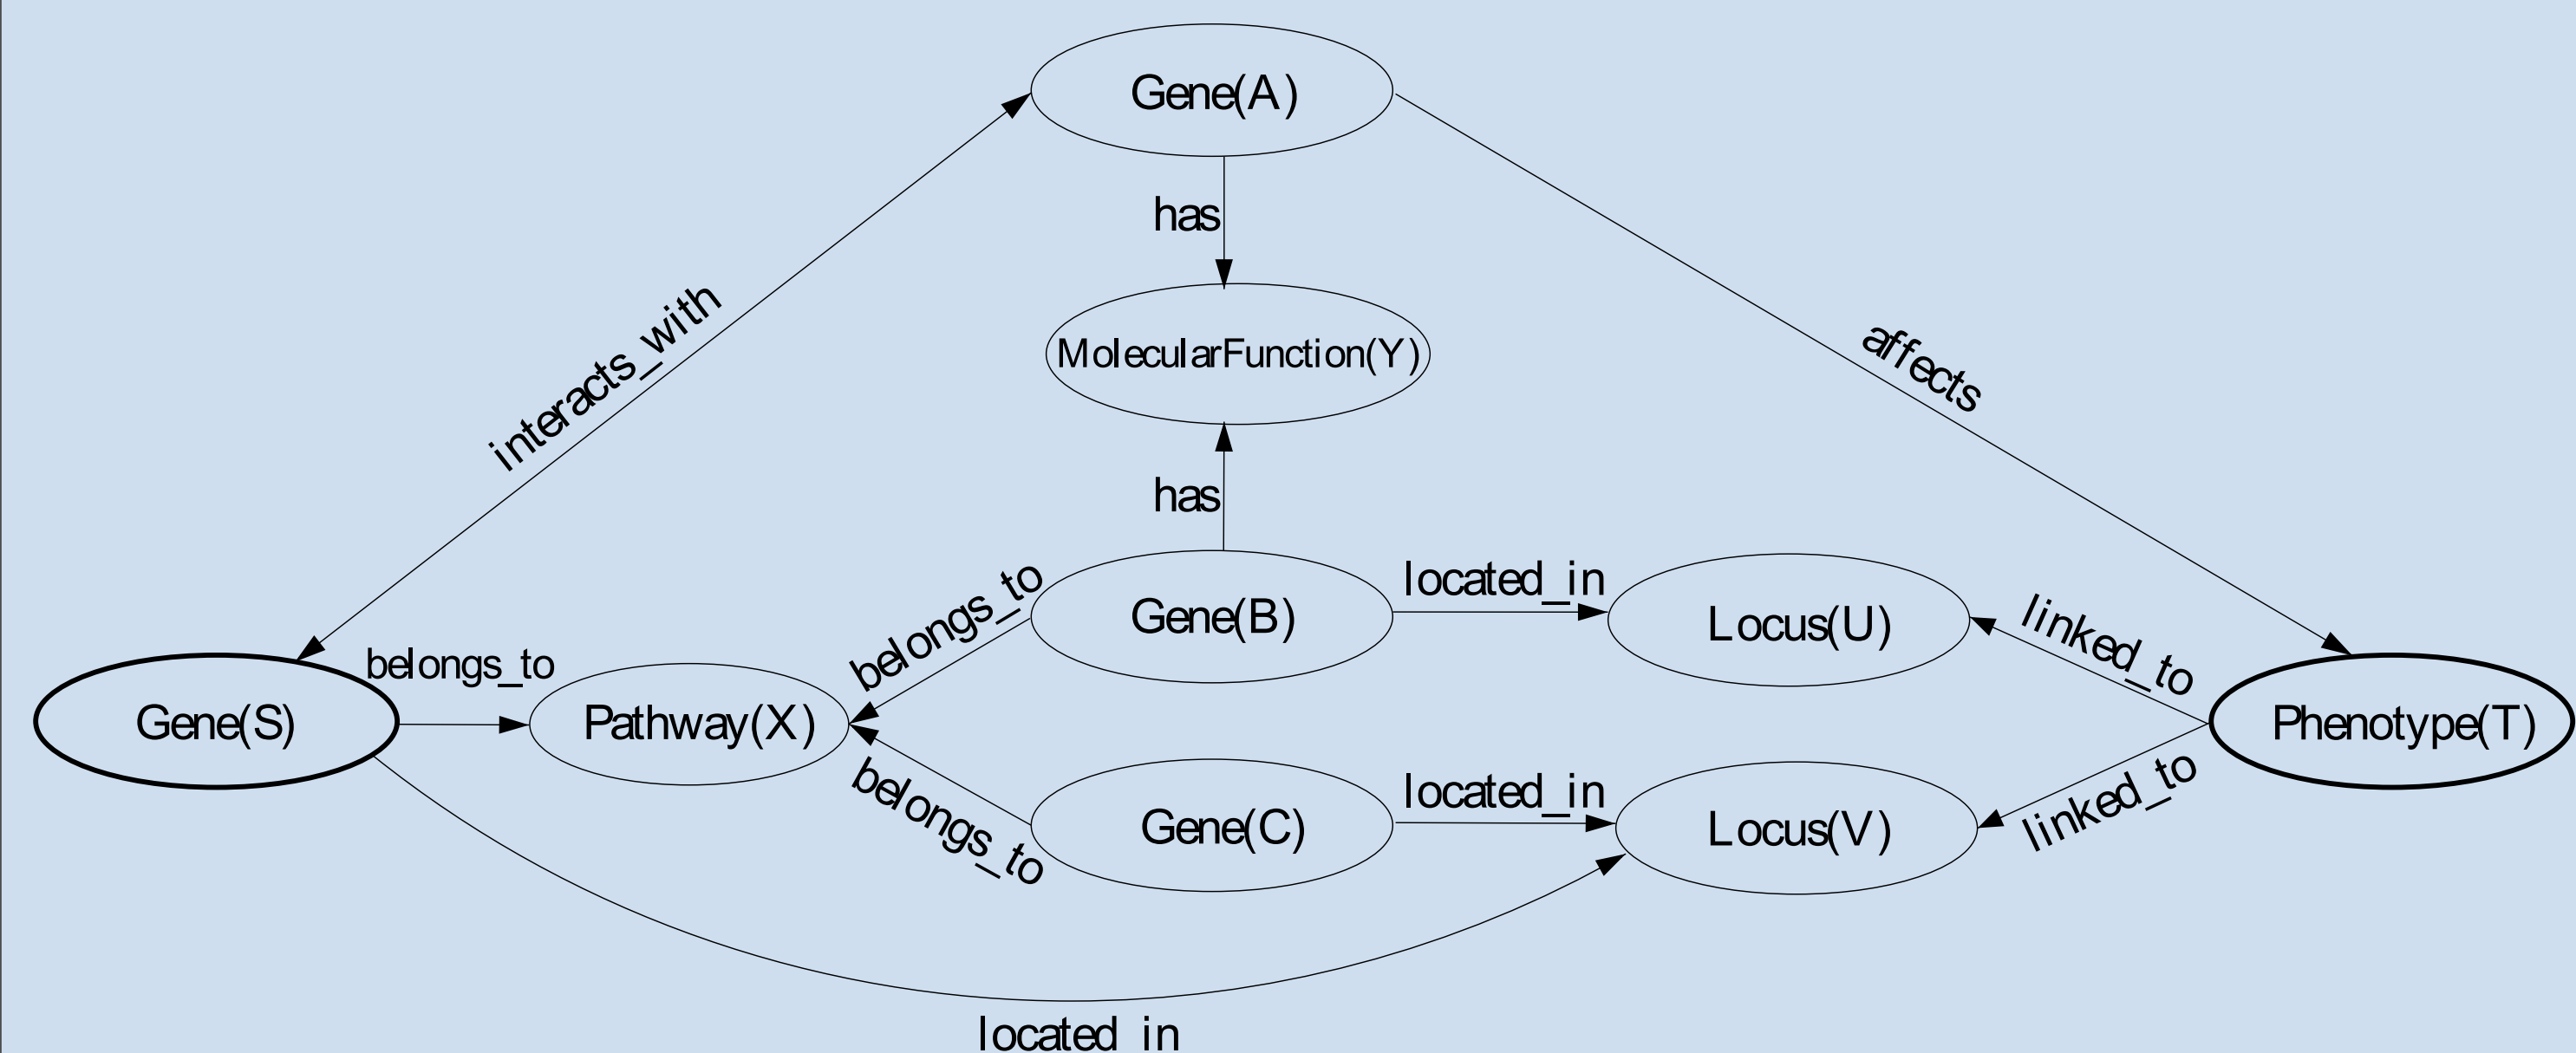 Gene(A)
has
interacts_with
MolecularFunction(Y)
affects
has
belongs_to
Gene(B)
located_in
Locus(U)
linked_to
belongs_to
Gene(S)
Pathway(X)
Phenotype(T)
belongs_to
Gene(C)
located_in
Locus(V)
linked_to
located_in